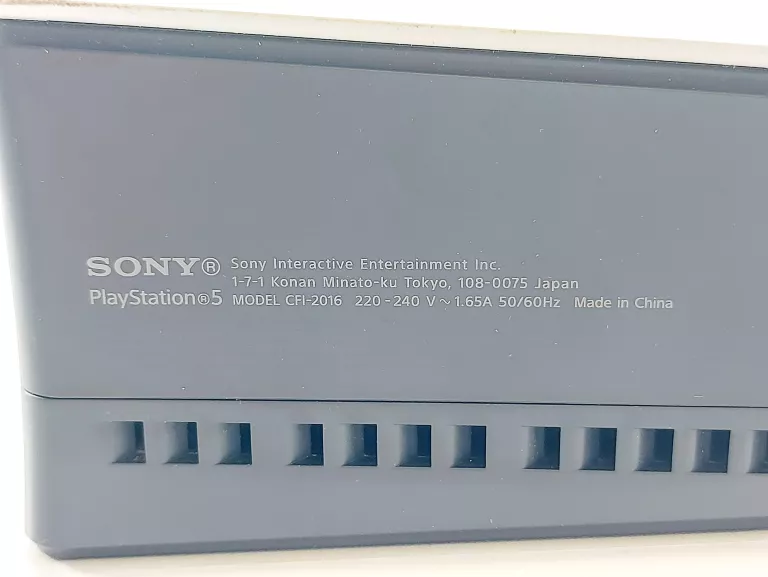 SONY® Sony Interactive Entertainment Inc.
1-7-1 Konan Minato-ku Tokyo, 108-0075 Japan
PlayStation®5 MODEL CFI-2016 220-240 V ~ 1.65A 50/60Hz Made in China